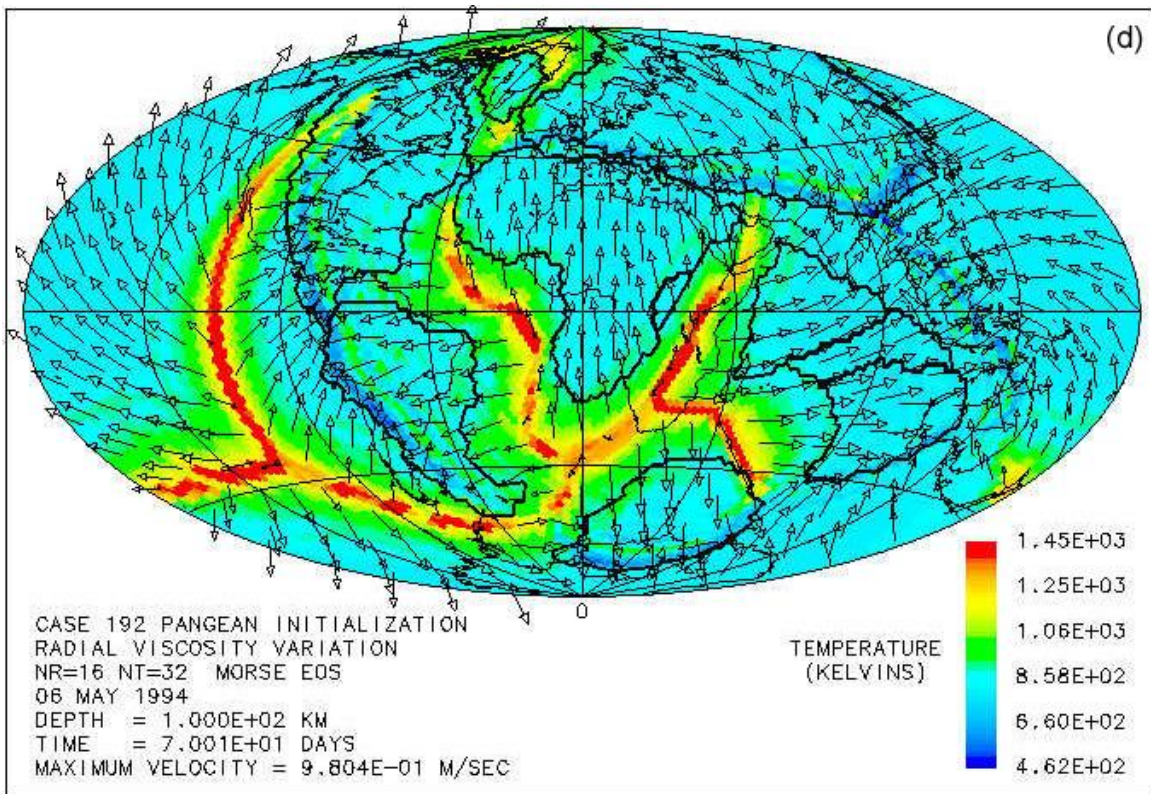 (d)
0
CASE 192 PANGEAN INITIALIZATION
RADIAL VISCOSITY VARIATION
NR=16 NT=32 MORSE EOS
06 MAY 1994
DEPTH = 1.000E+02 KM
TIME = 7.001E+01 DAYS
MAXIMUM VELOCITY = 9.804E-01 M/SEC
TEMPERATURE
(KELVINS)
1.45E+03
1.25E+03
1.06E+03
8.58E+02
6.60E+02
4.62E+02